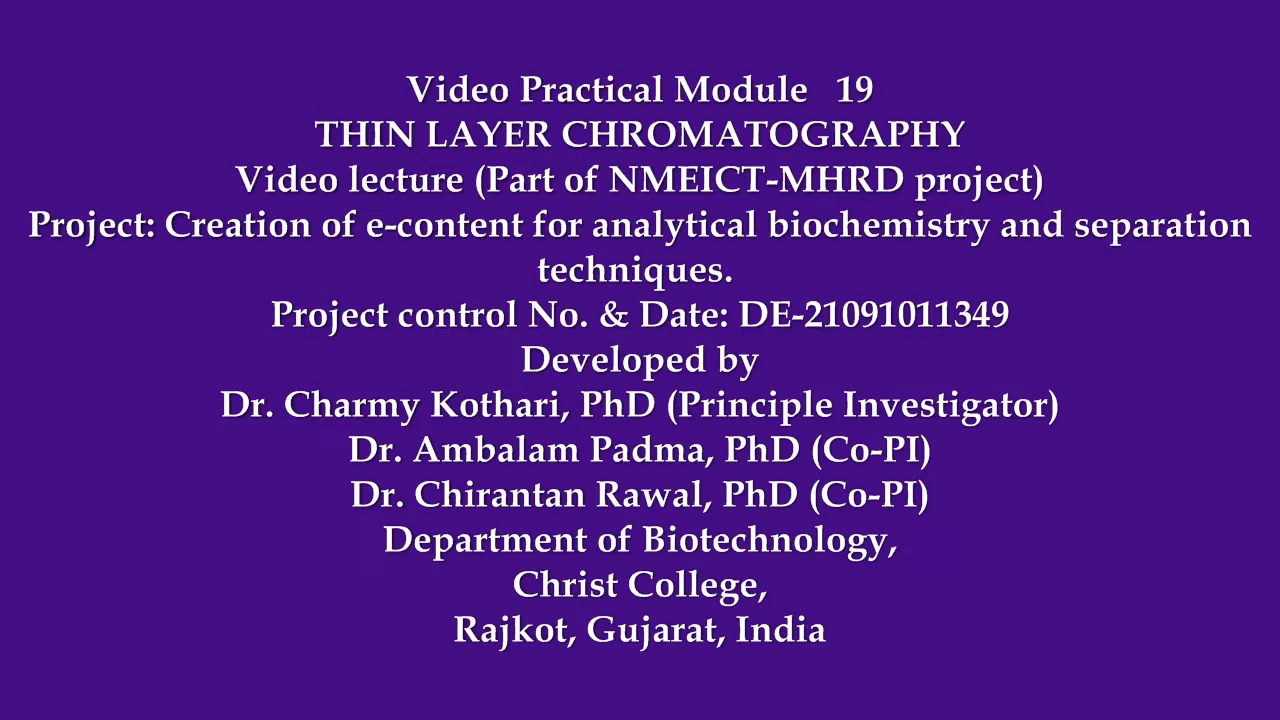 Video Practical Module 19
THIN LAYER CHROMATOGRAPHY
Video lecture (Part of NMEICT-MHRD project)
Project: Creation of e-content for analytical biochemistry and separation
techniques.
Project control No. & Date: DE-21091011349
Developed by
Dr. Charmy Kothari, PhD (Principle Investigator)
Dr. Ambalam Padma, PhD (Co-PI)
Dr. Chirantan Rawal, PhD (Co-PI)
Department of Biotechnology,
Christ College,
Rajkot, Gujarat, India